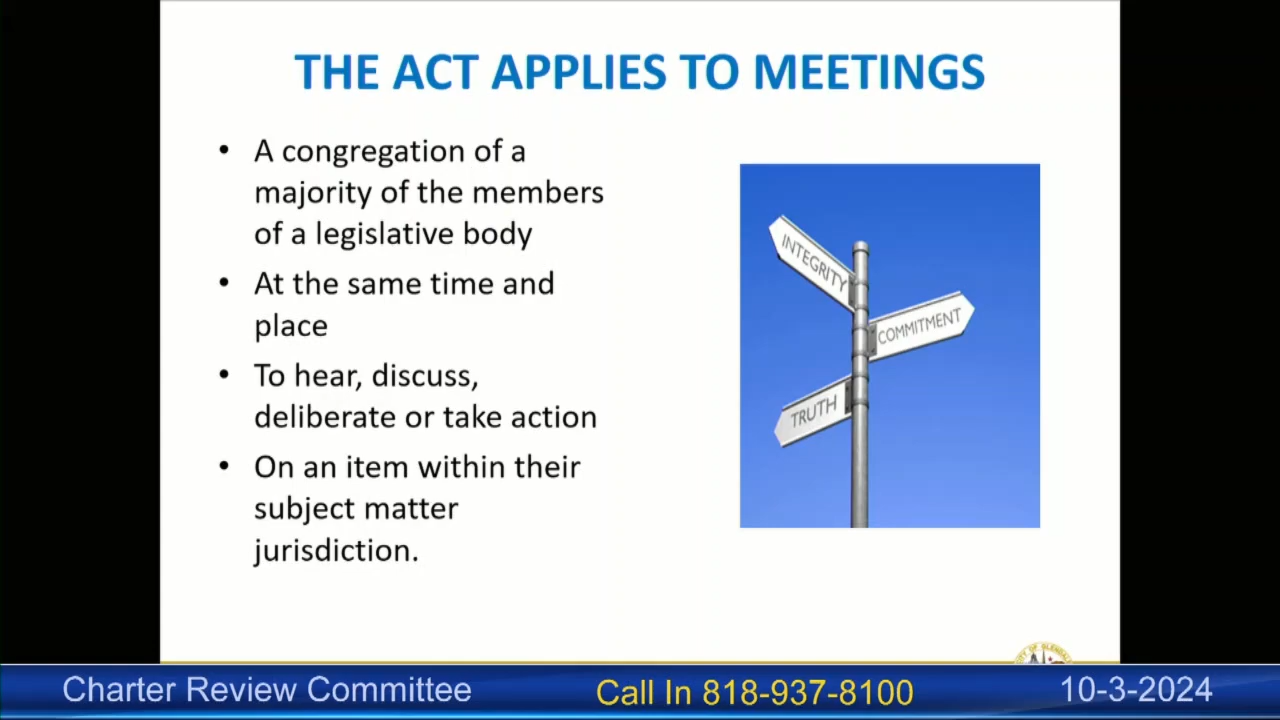 THE ACT APPLIES TO MEETINGS
• A congregation of a
majority of the members
of a legislative body
• At the same time and
place
• To hear, discuss,
deliberate or take action
• On an item within their
subject matter
jurisdiction.
INTEGRITY
COMMITMENT
TRUTH
Charter Review Committee
Call In 818-937-8100
10-3-2024